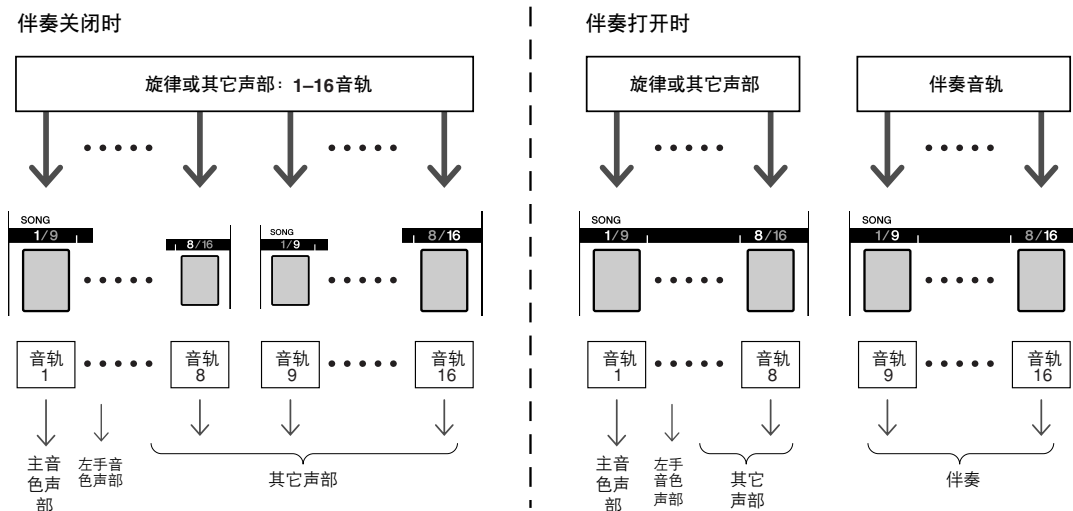 伴奏关闭时
旋律或其它声部：1–16音轨
SONG
1/9
8/16
SONG
1/9
8/16
音轨
1
音轨
8
音轨
9
音轨
16
主音
色声
部
左手音
色声部
其它声部
伴奏打开时
旋律或其它声部
伴奏音轨
SONG
1/9
8/16
SONG
1/9
8/16
音轨
1
音轨
8
音轨
9
音轨
16
主音
色声
部
左手
音色
声部
其它
声部
伴奏